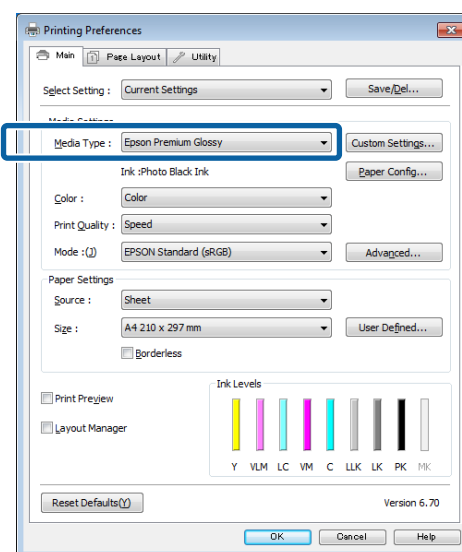 Printing Preferences
Main Page Layout Utility
Select Setting : Current Settings Save/Del...
Media Settings
Media Type : Epson Premium Glossy Custom Settings...
Ink :Photo Black Ink Paper Config...
Color : Color
Print Quality : Speed
Mode :(J) EPSON Standard (sRGB) Advanced...
Paper Settings
Source : Sheet
Size : A4 210 x 297 mm User Defined...
Borderless
Ink Levels
Print Preview
Layout Manager
Y VLM LC VM C LLK LK PK MK
Reset Defaults(Y) Version 6.70
OK Cancel Help